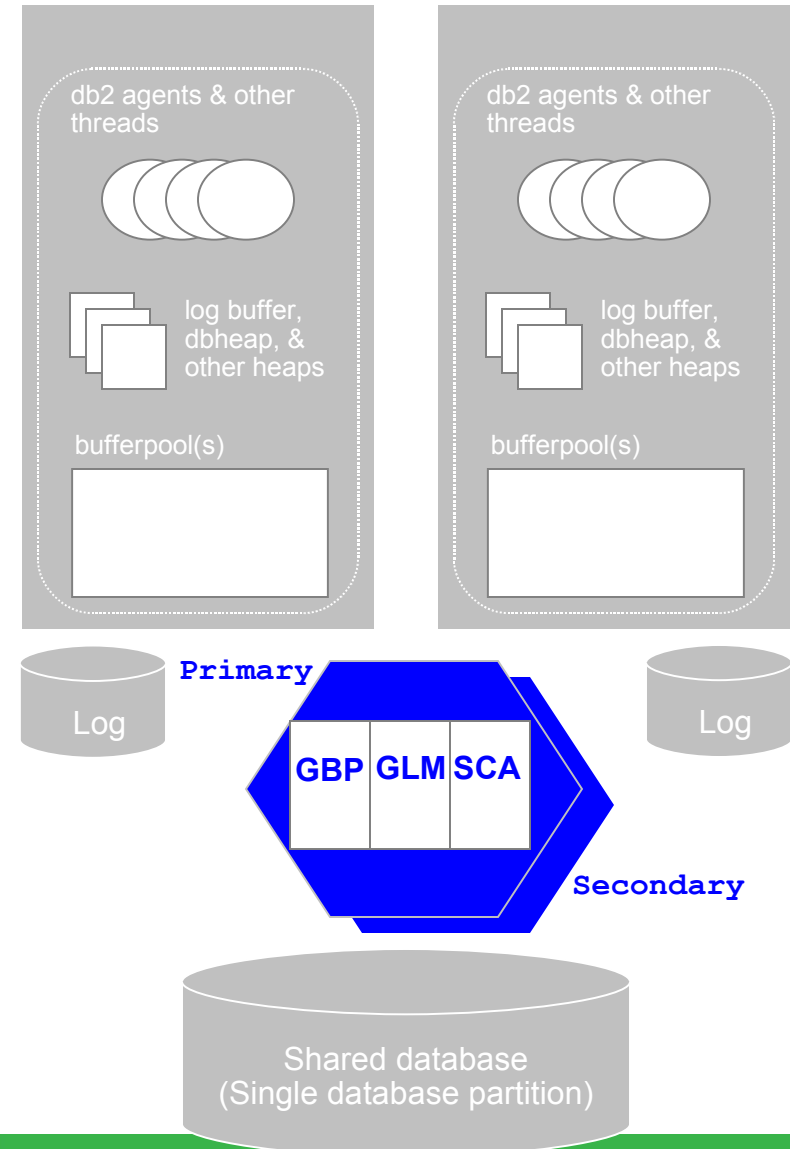 db2 agents & other
threads
log buffer,
dbheap, &
other heaps
bufferpool(s)
db2 agents & other
threads
log buffer,
dbheap, &
other heaps
bufferpool(s)
Log
Primary
Log
GBP GLM SCA
Secondary
Shared database
(Single database partition)